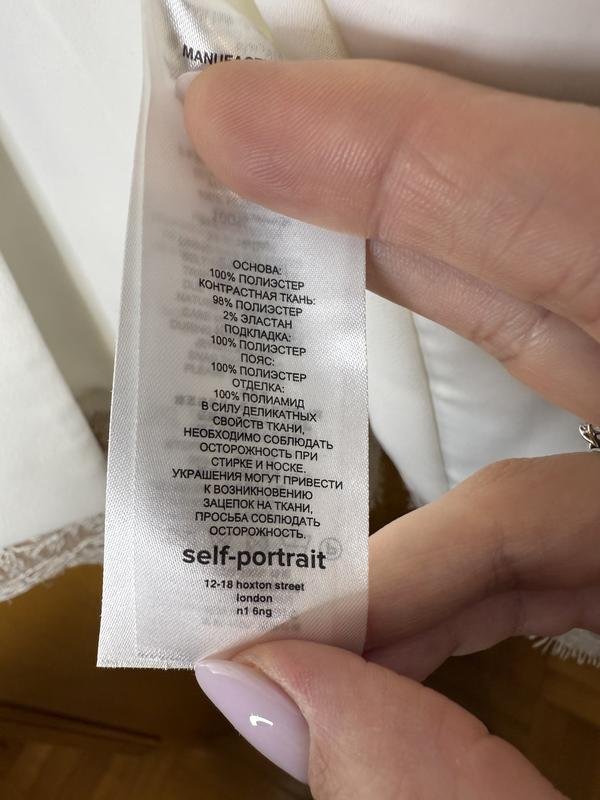 ОСНОВА:
100% ПОЛИЭСТЕР
КОНТРАСТНАЯ ТКАНЬ:
98% ПОЛИЭСТЕР
2% ЭЛАСТАН
ПОДКЛАДКА:
100% ПОЛИЭСТЕР
ПОЯС:
100% ПОЛИЭСТЕР
ОТДЕЛКА:
100% ПОЛИАМИД
В СИЛУ ДЕЛИКАТНЫХ
СВОЙСТВ ТКАНИ,
НЕОБХОДИМО СОБЛЮДАТЬ
ОСТОРОЖНОСТЬ ПРИ
СТИРКЕ И НОСКЕ.
УКРАШЕНИЯ МОГУТ ПРИВЕСТИ
К ВОЗНИКНОВЕНИЮ
ЗАЦЕПОК НА ТКАНИ,
ПРОСЬБА СОБЛЮДАТЬ
ОСТОРОЖНОСТЬ.
self-portrait
12-18 hoxton street
london
n1 6ng